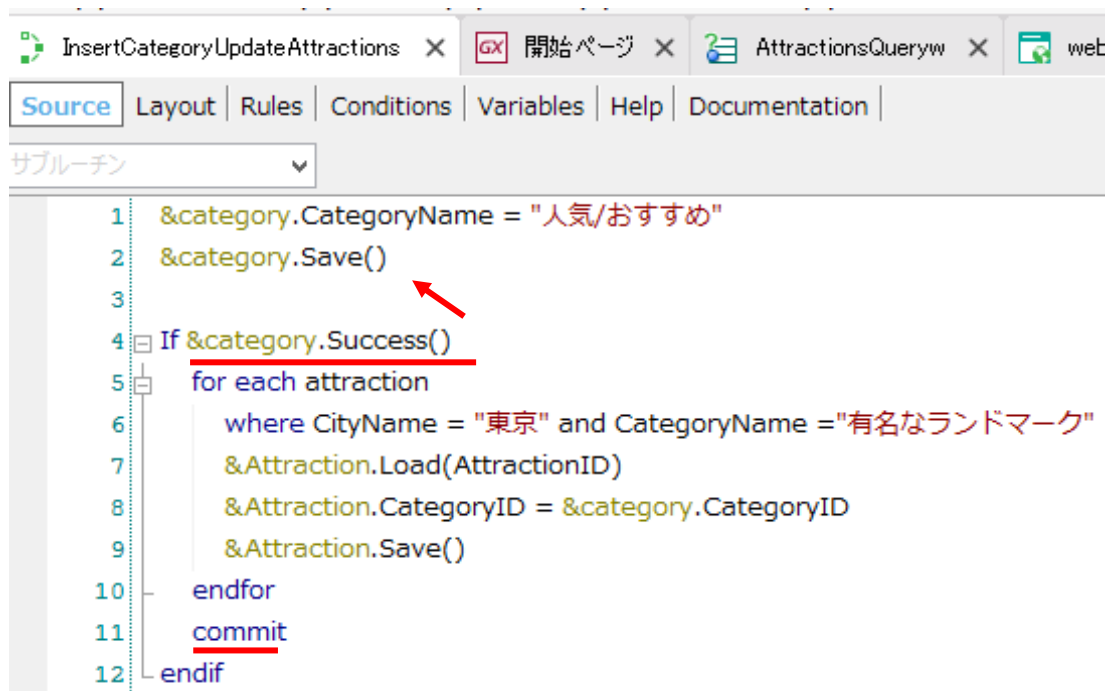 InsertCategoryUpdateAttractions × GX 開始ページ × AttractionsQueryw × web
Source Layout Rules Conditions Variables Help Documentation
サブルーチン
1 &category.CategoryName = "人気/おすすめ"
2 &category.Save()
3
4 If &category.Success()
5 for each attraction
6 where CityName = "東京" and CategoryName ="有名なランドマーク"
7 &Attraction.Load(AttractionID)
8 &Attraction.CategoryID = &category.CategoryID
9 &Attraction.Save()
10 endfor
11 commit
12 endif